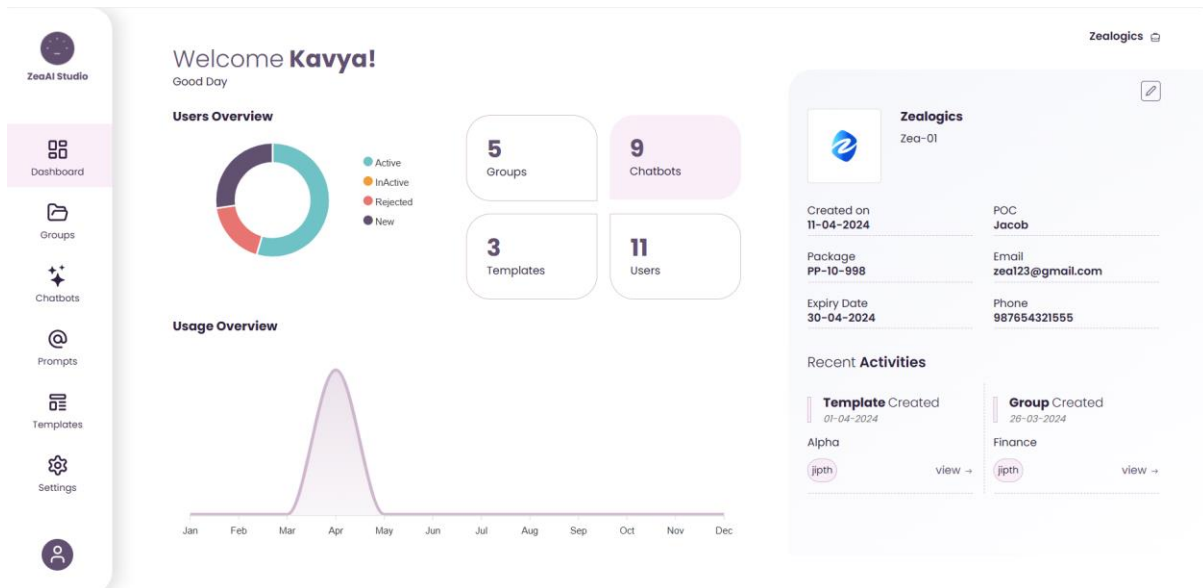 ZeaAI Studio
Dashboard
Groups
Chatbots
Prompts
Templates
Settings
Zealogics
Welcome Kavya!
Good Day
Users Overview
Active
InActive
Rejected
New
5
Groups
9
Chatbots
3
Templates
11
Users
Usage Overview
Jan Feb Mar Apr May Jun Jul Aug Sep Oct Nov Dec
Zealogics
Zea-01
Created on
11-04-2024
POC
Jacob
Package
PP-10-998
Email
zea123@gmail.com
Expiry Date
30-04-2024
Phone
987654321555
Recent Activities
Template Created
01-04-2024
Alpha
jipth
view →
Group Created
26-03-2024
Finance
jipth
view →